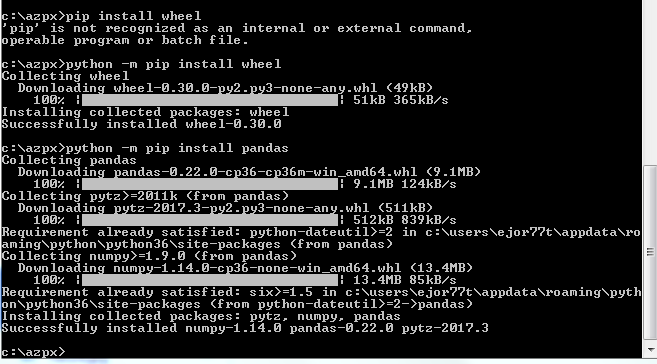 c:\azpx>pip install wheel
'pip' is not recognized as an internal or external command,
operable program or batch file.
c:\azpx>python -m pip install wheel
Collecting wheel
Downloading wheel-0.30.0-py2.py3-none-any.whl (49kB)
100% |████████████████████████████████| 51kB 365kB/s
Installing collected packages: wheel
Successfully installed wheel-0.30.0
c:\azpx>python -m pip install pandas
Collecting pandas
Downloading pandas-0.22.0-cp36-cp36m-win_amd64.whl (9.1MB)
100% |████████████████████████████████| 9.1MB 124kB/s
Collecting pytz>=2011k (from pandas)
Downloading pytz-2017.3-py2.py3-none-any.whl (511kB)
100% |████████████████████████████████| 512kB 839kB/s
Requirement already satisfied: python-dateutil>=2 in c:\users\ejor77t\appdata\ro
aming\python\python36\site-packages (from pandas)
Collecting numpy>=1.9.0 (from pandas)
Downloading numpy-1.14.0-cp36-none-win_amd64.whl (13.4MB)
100% |████████████████████████████████| 13.4MB 85kB/s
Requirement already satisfied: six>=1.5 in c:\users\ejor77t\appdata\roaming\pyth
on\python36\site-packages (from python-dateutil>=2->pandas)
Installing collected packages: pytz, numpy, pandas
Successfully installed numpy-1.14.0 pandas-0.22.0 pytz-2017.3
c:\azpx>